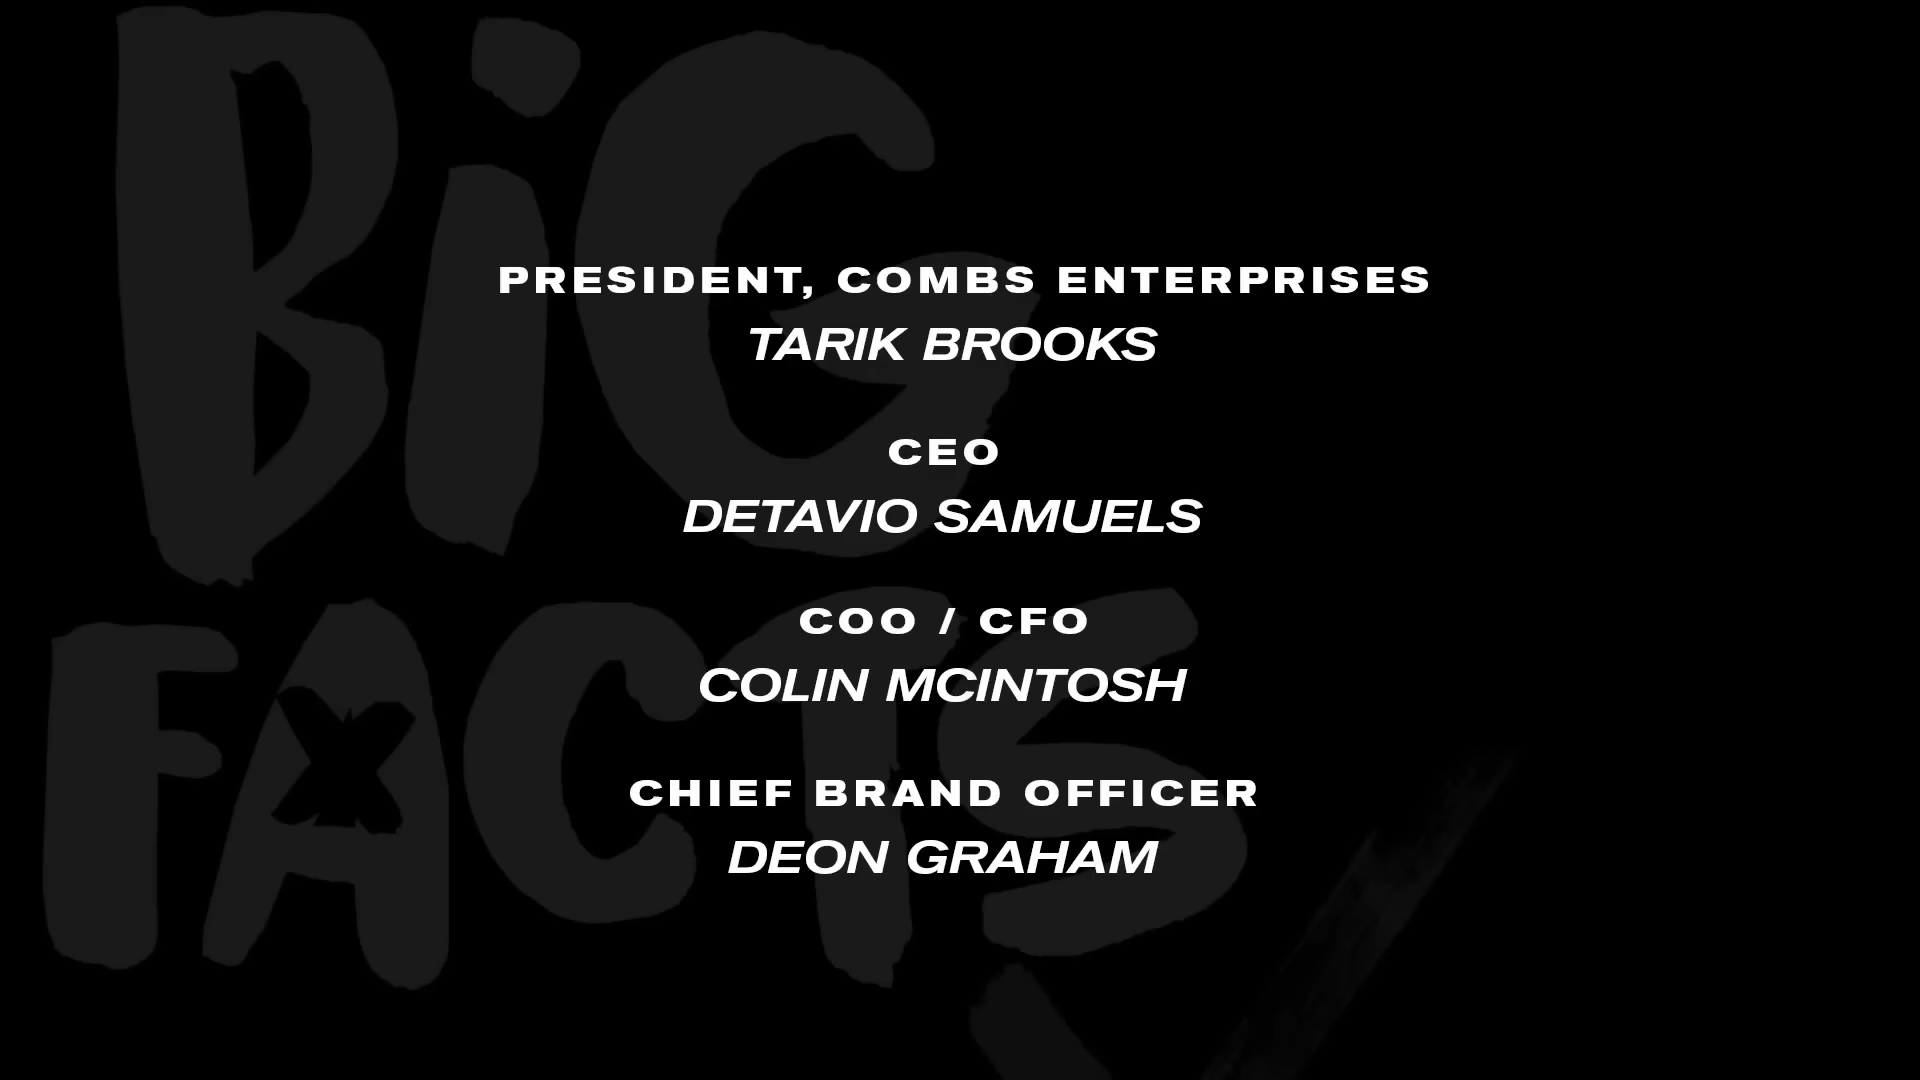 BiG
FACTS
PRESIDENT, COMBS ENTERPRISES
TARIK BROOKS
CEO
DETAVIO SAMUELS
COO / CFO
COLIN MCINTOSH
CHIEF BRAND OFFICER
DEON GRAHAM